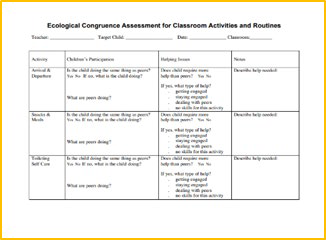 Ecological Congruence Assessment for Classroom Activities and Routines
Teacher: Target Child: Date: Classroom:
Activity Children's Participation Helping Issues Notes
Arrival &
Departure
Is the child doing the same thing as peers?
Yes No If no, what is the child doing?
What are peers doing?
Does child require more
help than peers? Yes No
If yes, what type of help?
getting engaged
staying engaged
dealing with peers
no skills for this activity
Describe help needed?
Snacks &
Meals
Is the child doing the same thing as peers?
Yes No If no, what is the child doing?
What are peers doing?
Does child require more
help than peers? Yes No
If yes, what type of help?
getting engaged
staying engaged
dealing with peers
no skills for this activity
Describe help needed?
Toileting
Self Care
Is the child doing the same thing as peers?
Yes No If no, what is the child doing?
What are peers doing?
Does child require more
help than peers? Yes No
If yes, what type of help?
getting engaged
staying engaged
dealing with peers
no skills for this activity
Describe help needed?